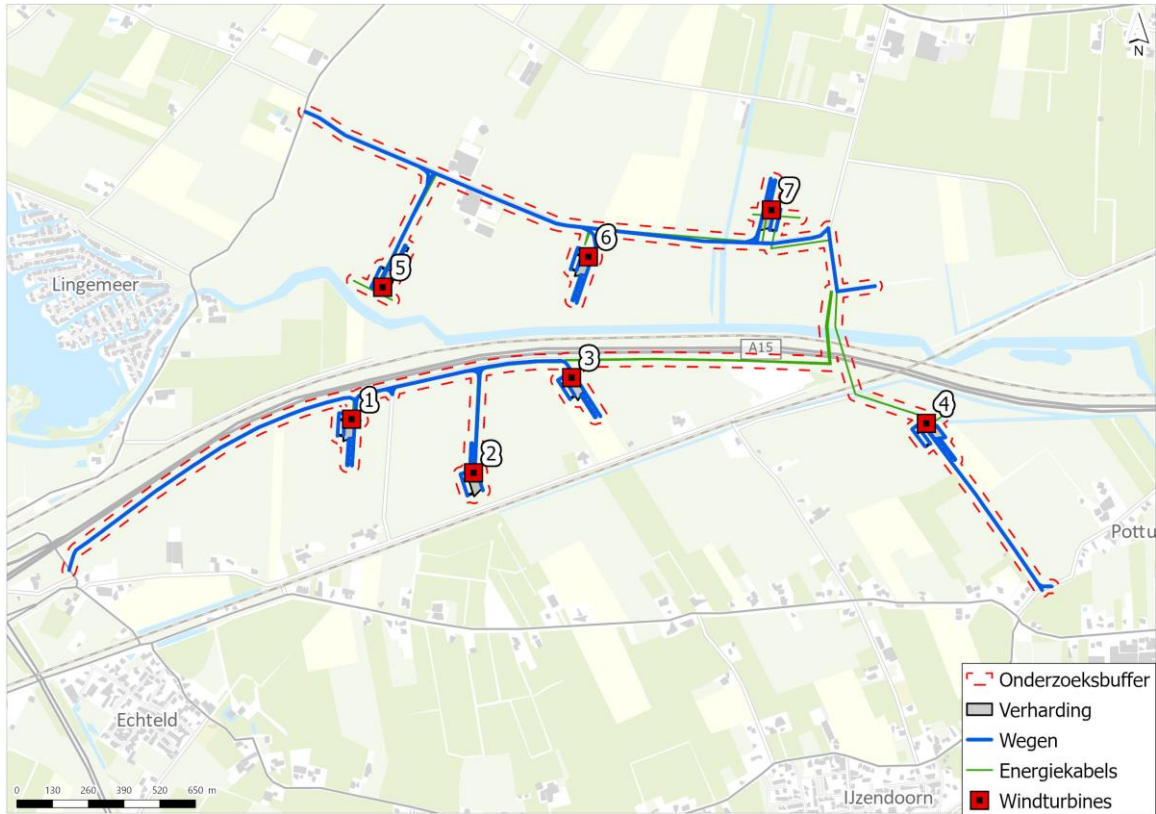 N
7
6
Lingemeer
5
A15
3
1
4
2
Pottu
Echteld
IJzendoorn
0 130 260 390 520 650 m
Onderzoeksbuffer
Verharding
Wegen
Energiekabels
Windturbines